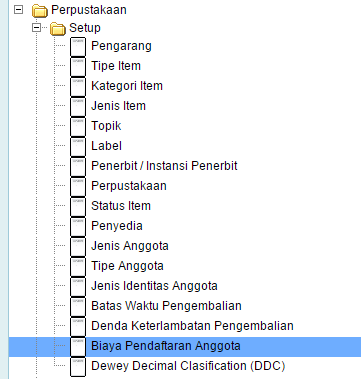 Perpustakaan
Setup
Pengarang
Tipe Item
Kategori Item
Jenis Item
Topik
Label
Penerbit / Instansi Penerbit
Perpustakaan
Status Item
Penyedia
Jenis Anggota
Tipe Anggota
Jenis Identitas Anggota
Batas Waktu Pengembalian
Denda Keterlambatan Pengembalian
Biaya Pendaftaran Anggota
Dewey Decimal Clasification (DDC)